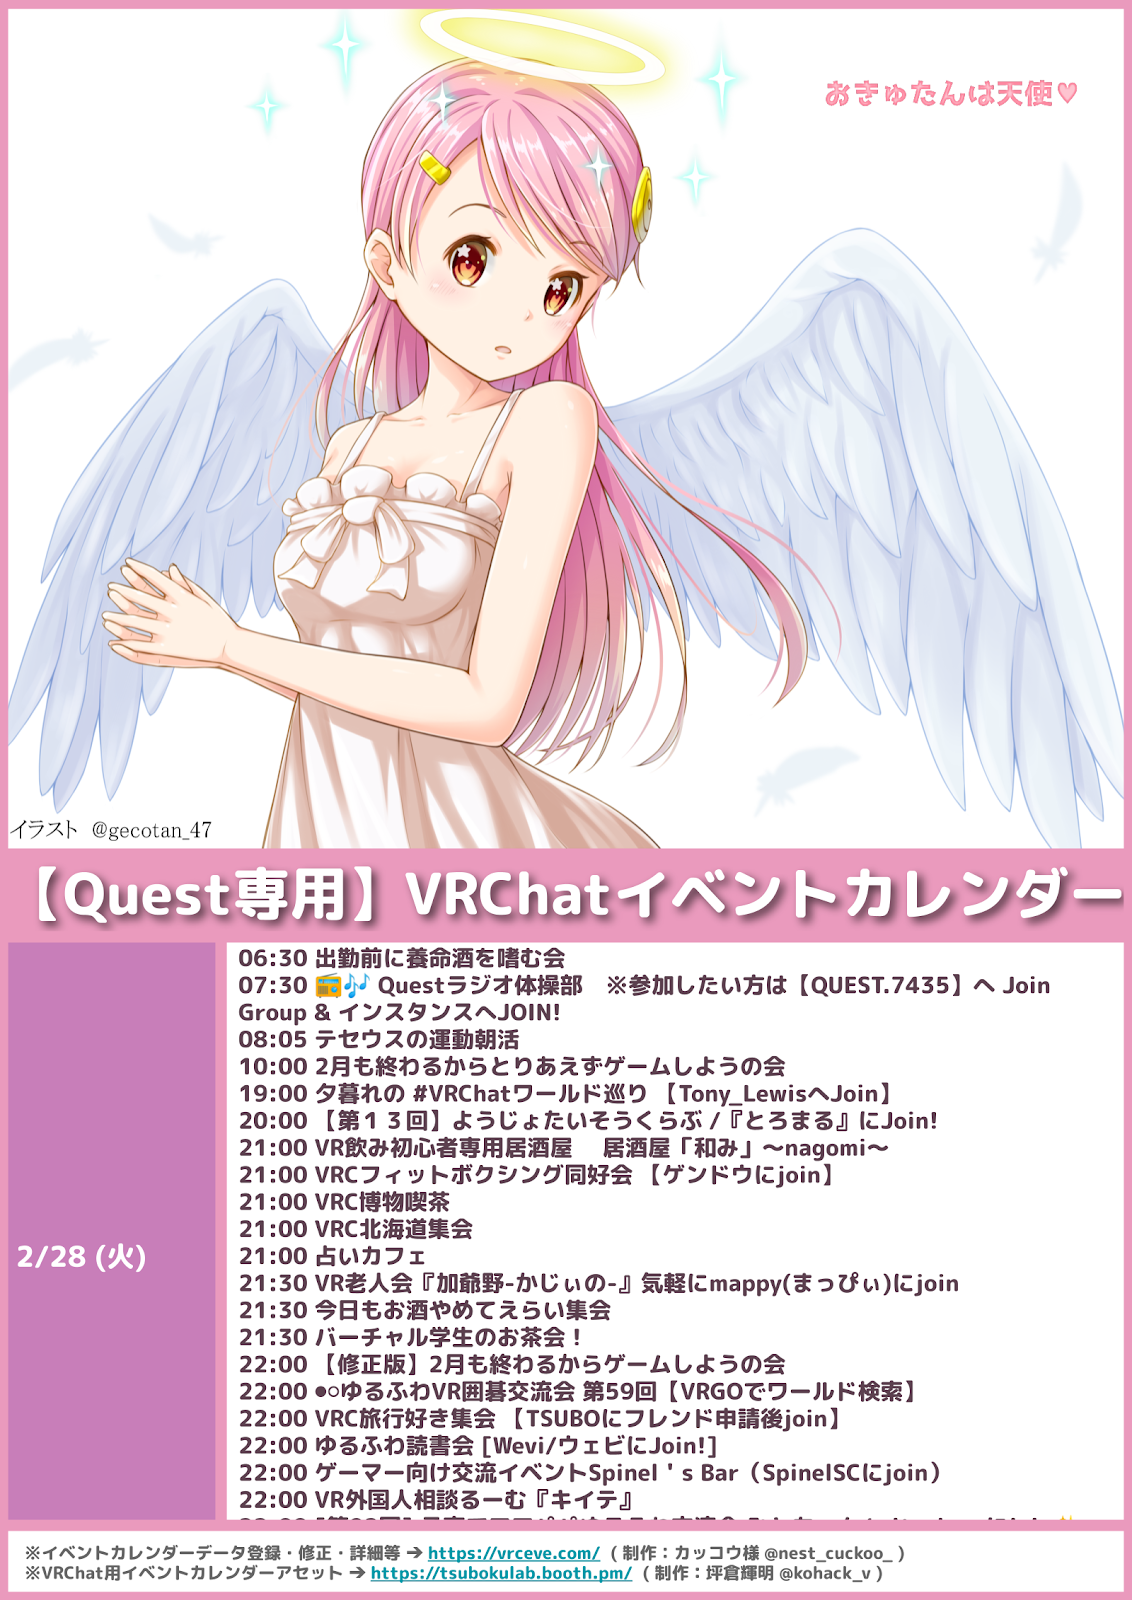 おきゅたんは天使♥
イラスト @gecotan_47
【Quest専用】VRChatイベントカレンダー
2/28 (火)
06:30 出勤前に養命酒を嗜む会
07:30 📻🎶 Questラジオ体操部　※参加したい方は【QUEST.7435】へ Join
Group & インスタンスへJOIN!
08:05 テセウスの運動朝活
10:00 2月も終わるからとりあえずゲームしようの会
19:00 夕暮れの #VRChatワールド巡り 【Tony_LewisへJoin】
20:00 【第１３回】ようじょたいそうくらぶ /『とろまる』にJoin!
21:00 VR飲み初心者専用居酒屋　居酒屋「和み」～nagomi～
21:00 VRCフィットボクシング同好会 【ゲンドウにjoin】
21:00 VRC博物喫茶
21:00 VRC北海道集会
21:00 占いカフェ
21:30 VR老人会『加爺野-かじぃの-』気軽にmappy(まっぴぃ)にjoin
21:30 今日もお酒やめてえらい集会
21:30 バーチャル学生のお茶会！
22:00 【修正版】2月も終わるからゲームしようの会
22:00 ●○ゆるふわVR囲碁交流会 第59回【VRGOでワールド検索】
22:00 VRC旅行好き集会 【TSUBOにフレンド申請後join】
22:00 ゆるふわ読書会 [Wevi/ウェビにJoin!]
22:00 ゲーマー向け交流イベントSpinel＇s Bar（SpinelSCにjoin）
22:00 VR外国人相談るーむ『キイテ』
※イベントカレンダーデータ登録・修正・詳細等 ➔ https://vrceve.com/ ( 制作：カッコウ様 @nest_cuckoo_ )
※VRChat用イベントカレンダーアセット ➔ https://tsubokulab.booth.pm/ ( 制作：坪倉輝明 @kohack_v )